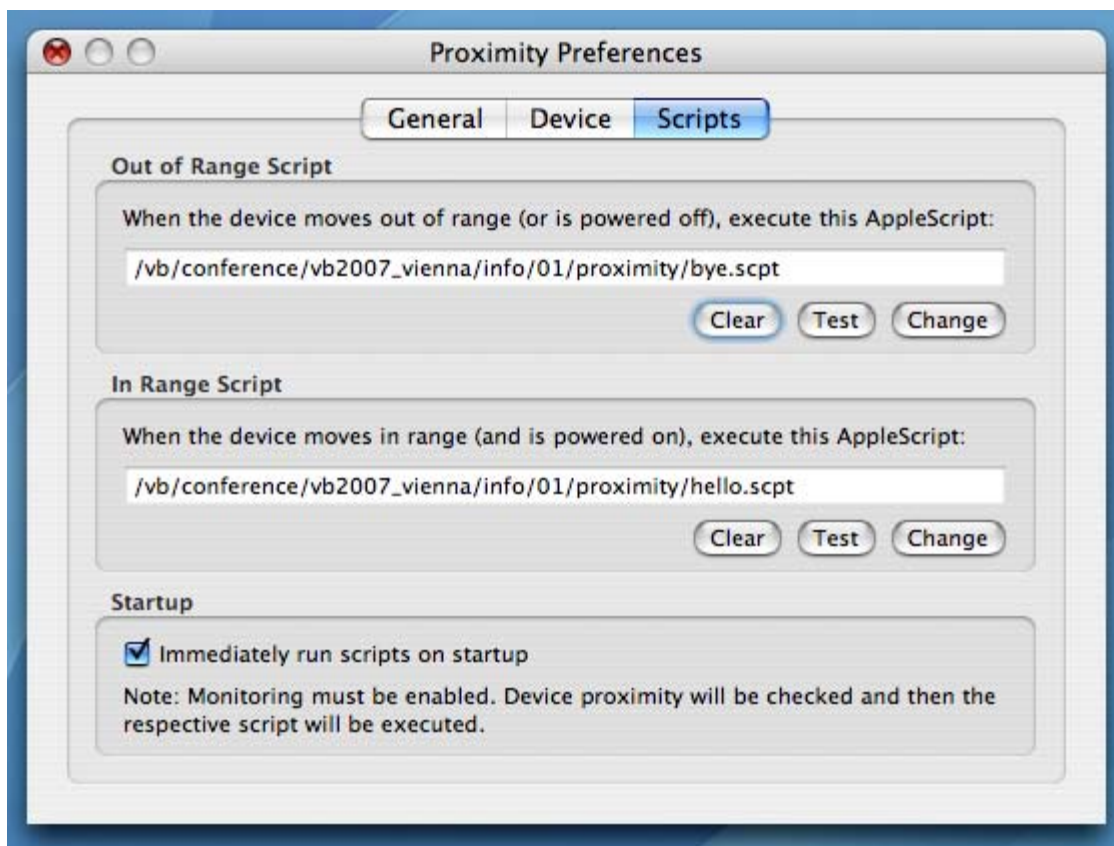 Proximity Preferences
General Device Scripts
Out of Range Script
When the device moves out of range (or is powered off), execute this AppleScript:
/vb/conference/vb2007_vienna/info/01/proximity/bye.scpt
Clear Test Change
In Range Script
When the device moves in range (and is powered on), execute this AppleScript:
/vb/conference/vb2007_vienna/info/01/proximity/hello.scpt
Clear Test Change
Startup
Immediately run scripts on startup
Note: Monitoring must be enabled. Device proximity will be checked and then the
respective script will be executed.